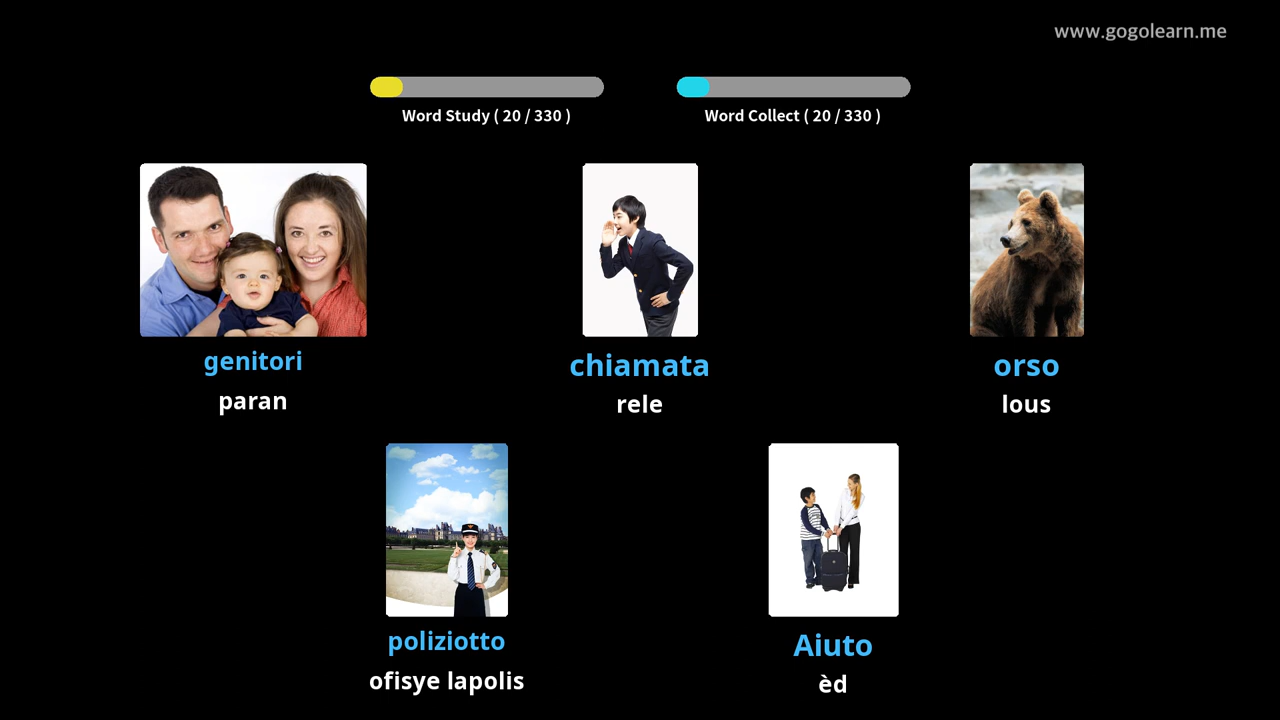 www.gogolearn.me
Word Study ( 20 / 330 )
Word Collect ( 20 / 330 )
genitori
paran
chiamata
rele
orso
lous
poliziotto
ofisye lapolis
Aiuto
èd